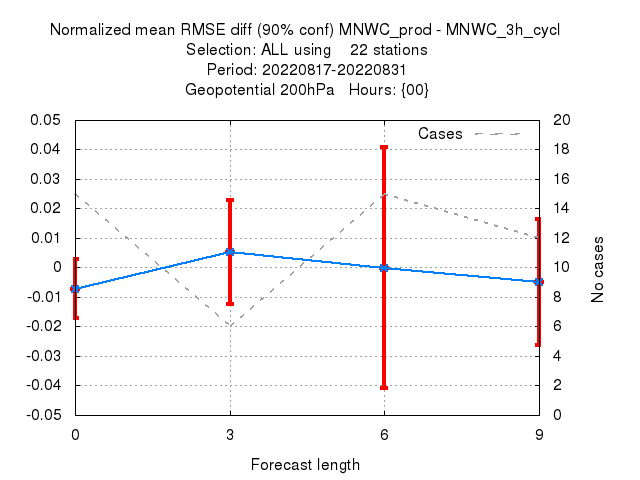 Normalized mean RMSE diff (90% conf) MNWC_prod - MNWC_3h_cycl
Selection: ALL using    22 stations
Period: 20220817-20220831
Geopotential 200hPa   Hours: {00}
Cases
0.05
0.04
0.03
0.02
0.01
0
-0.01
-0.02
-0.03
-0.04
-0.05
20
18
16
14
12
10
8
6
4
2
0
No cases
0 3 6 9
Forecast length